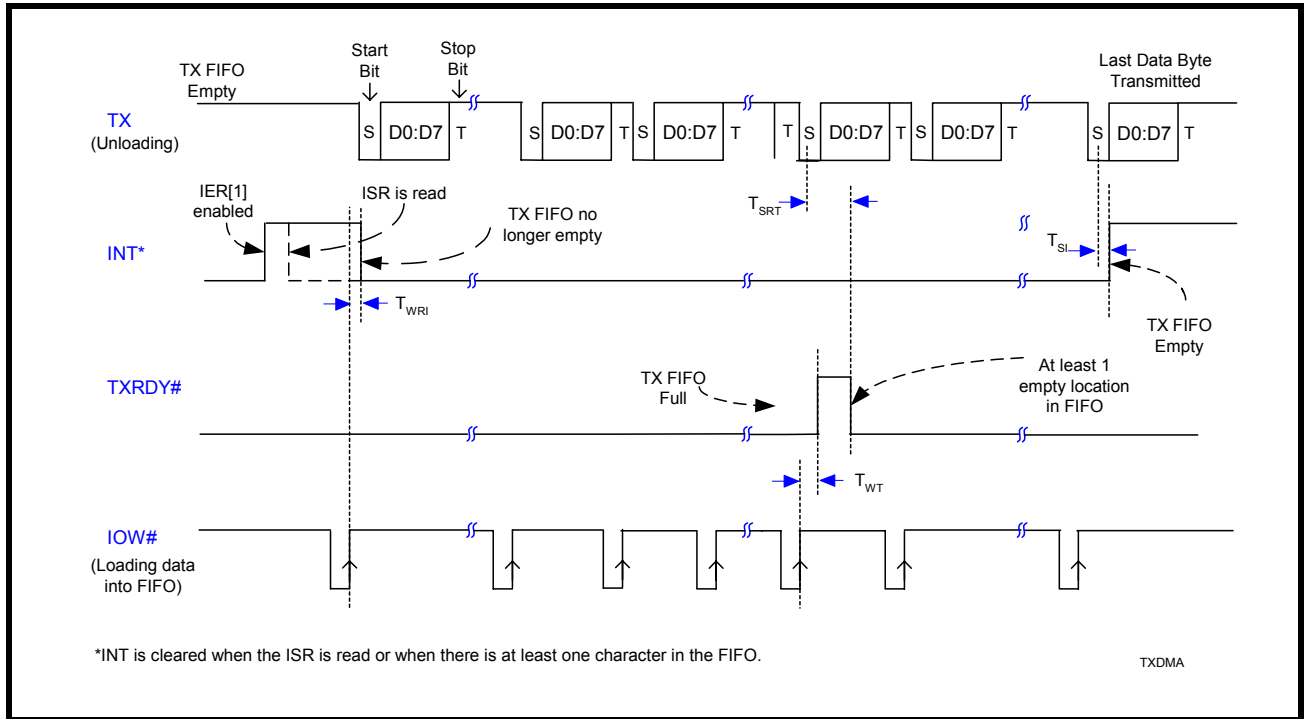 TX FIFO
Empty
Start
Bit
Stop
Bit
Last Data Byte
Transmitted
TX
(Unloading)
S D0:D7 T S D0:D7 T S D0:D7 T T S D0:D7 T S D0:D7 T S D0:D7 T
IER[1]
enabled
ISR is read
TX FIFO no
longer empty
TSRT
INT*
TSI
TWRI
TX FIFO
Empty
TXRDY#
TX FIFO
Full
At least 1
empty location
in FIFO
TWT
IOW#
(Loading data
into FIFO)
*INT is cleared when the ISR is read or when there is at least one character in the FIFO.
TXDMA